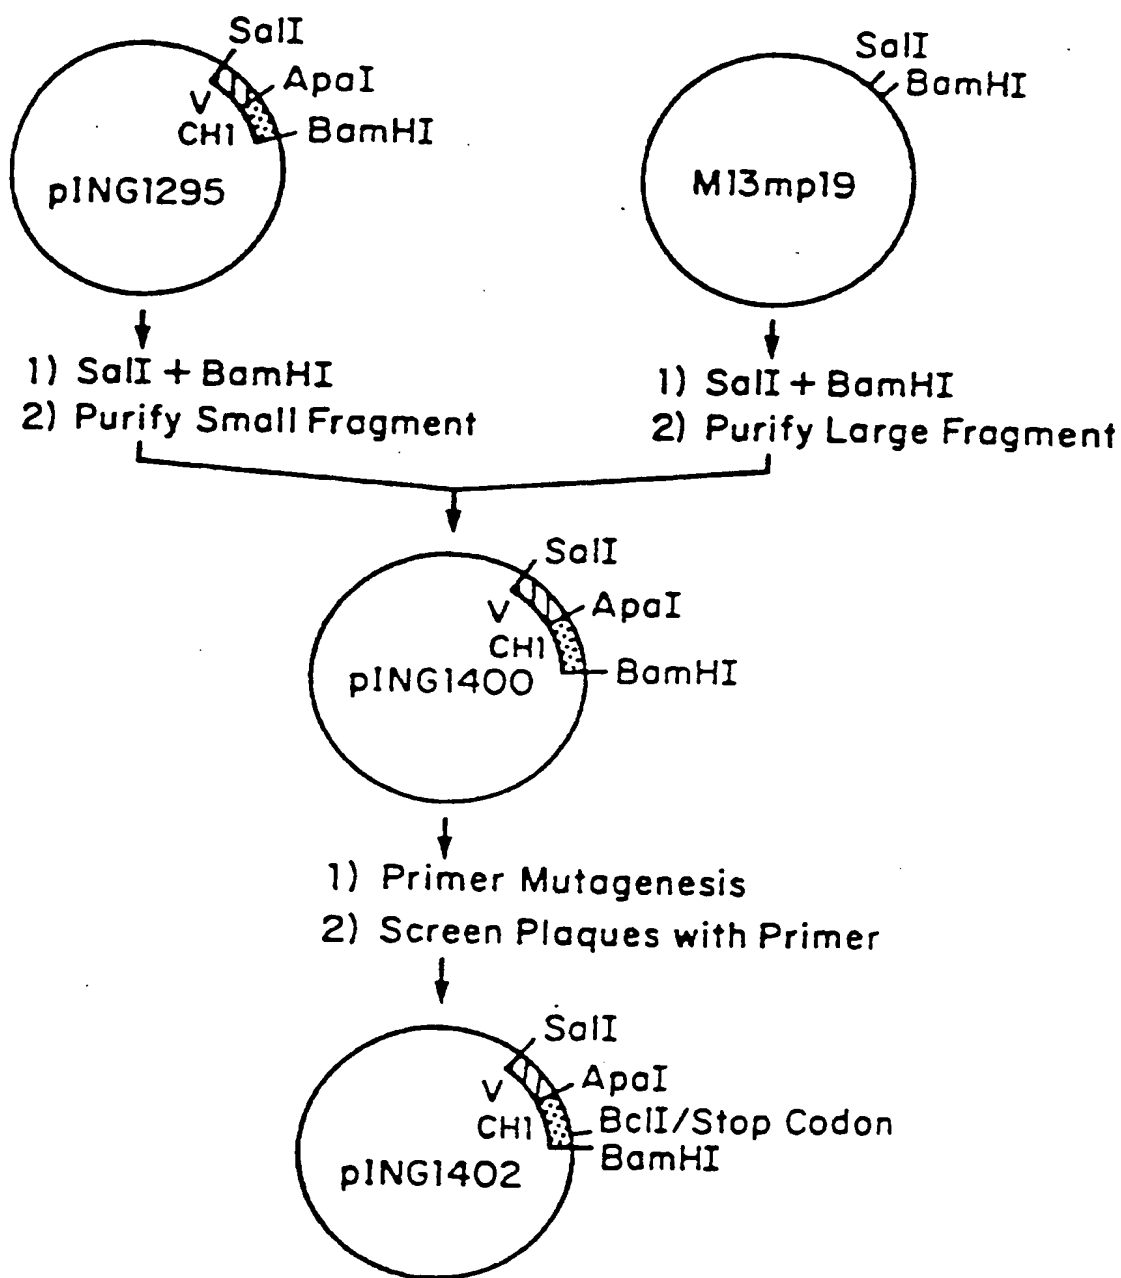 SalI
ApaI
V
CH1
BamHI
pING1295
SalI
BamHI
M13mp19
1) SalI + BamHI
2) Purify Small Fragment
1) SalI + BamHI
2) Purify Large Fragment
SalI
V
ApaI
CH1
BamHI
pING1400
1) Primer Mutagenesis
2) Screen Plaques with Primer
SalI
V
ApaI
CH1
BclI/Stop Codon
BamHI
pING1402